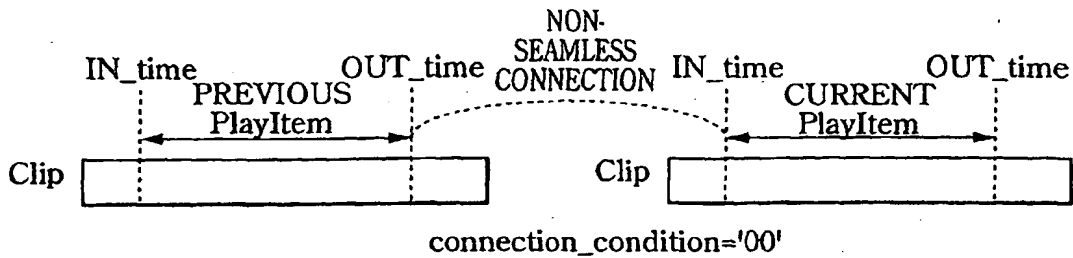 NON-
SEAMLESS
CONNECTION
IN_time
OUT_time
IN_time
OUT_time
PREVIOUS
PlayItem
CURRENT
PlayItem
Clip
Clip
connection_condition='00'